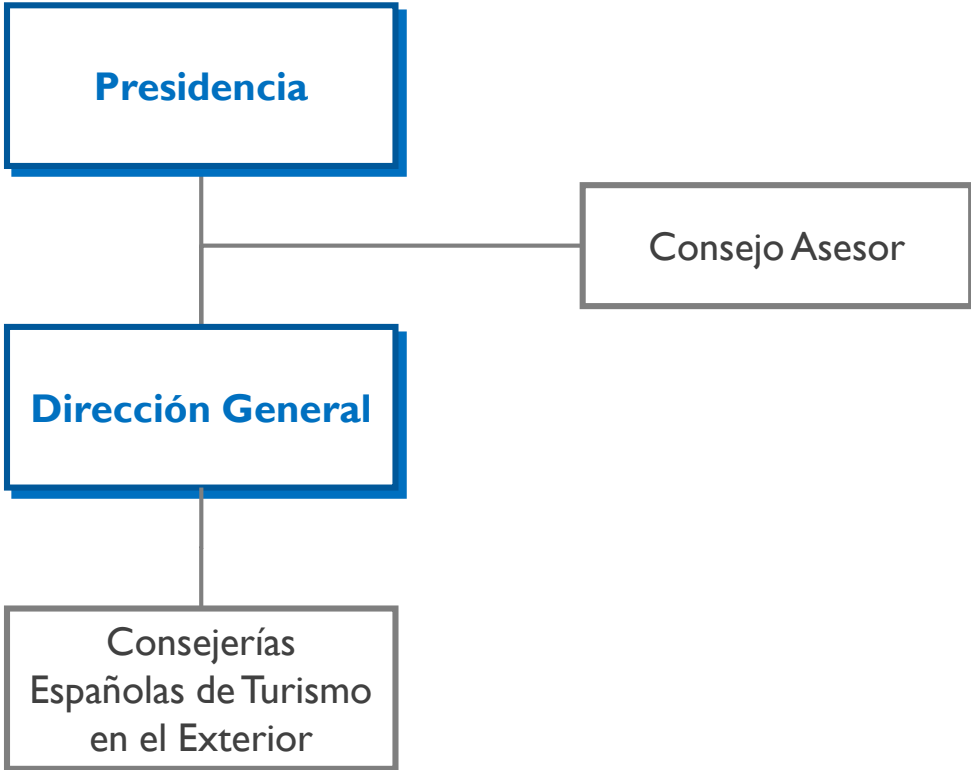 Presidencia
Consejo Asesor
Dirección General
Consejerías
Españolas de Turismo
en el Exterior